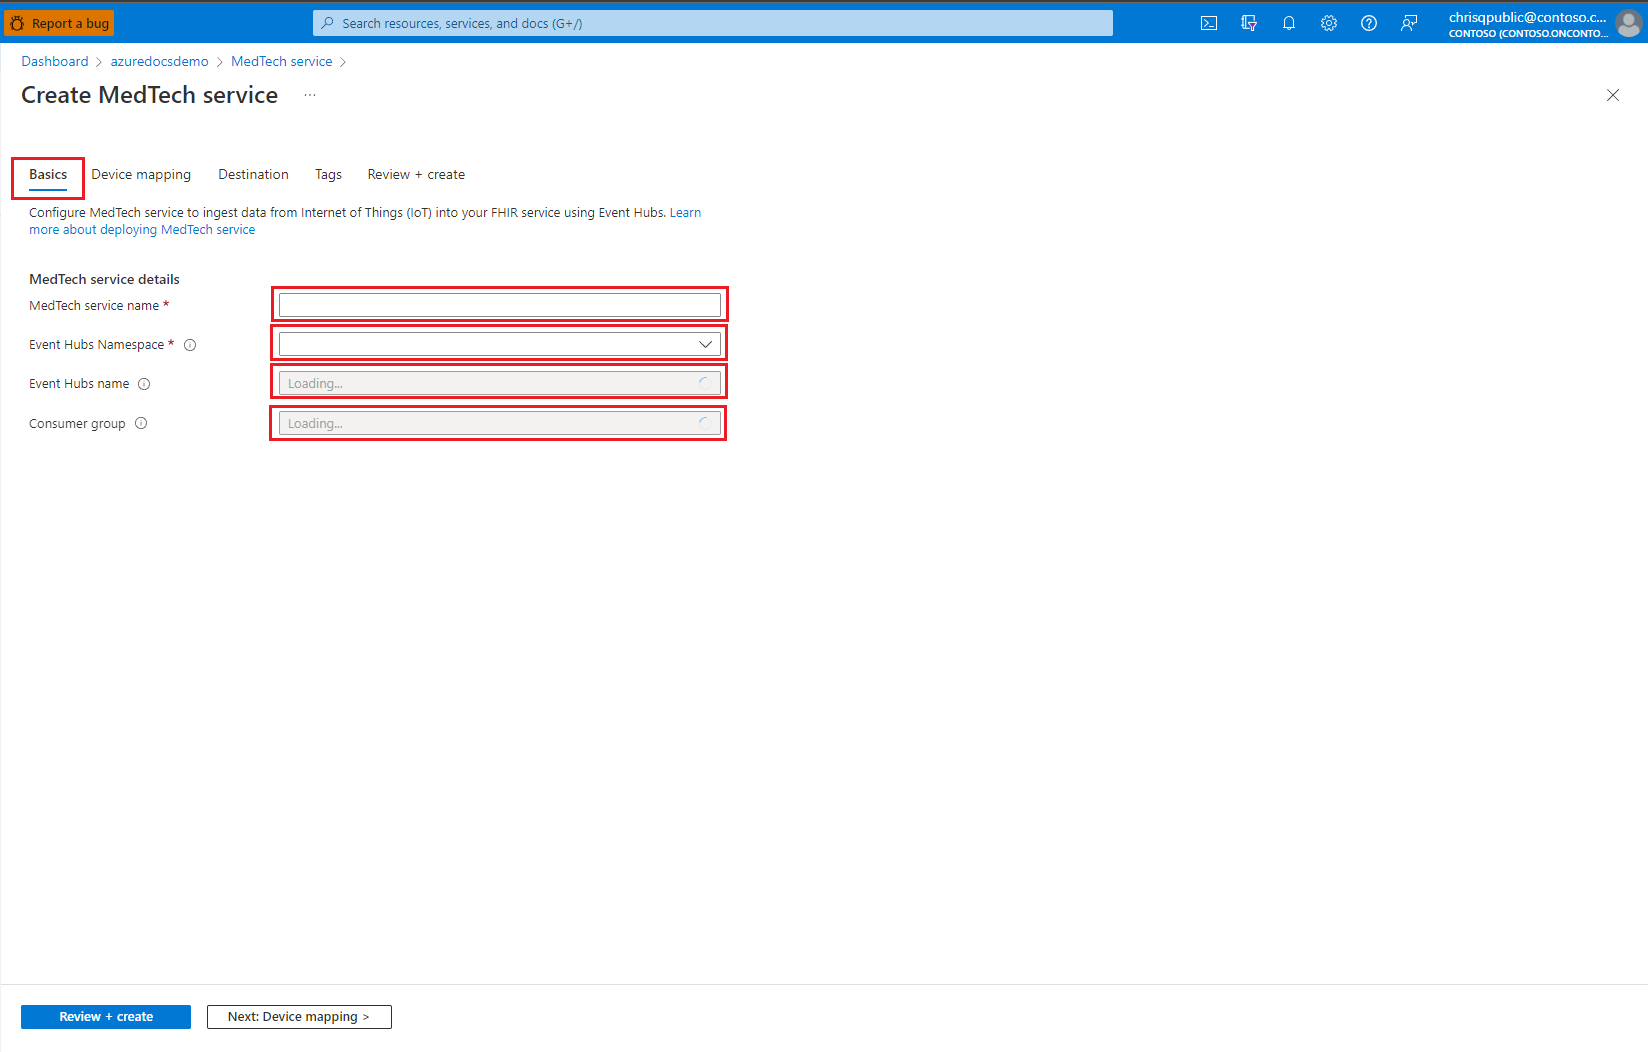 Report a bug
Search resources, services, and docs (G+/)
chrisqpublic@contoso.c...
CONTOSO (CONTOSO.ONCONTO...
Dashboard > azuredocsdemo > MedTech service >
Create MedTech service ...
Basics Device mapping Destination Tags Review + create
Configure MedTech service to ingest data from Internet of Things (IoT) into your FHIR service using Event Hubs. Learn
more about deploying MedTech service
MedTech service details
MedTech service name *
Event Hubs Namespace *
Event Hubs name Loading...
Consumer group Loading...
Review + create Next: Device mapping >